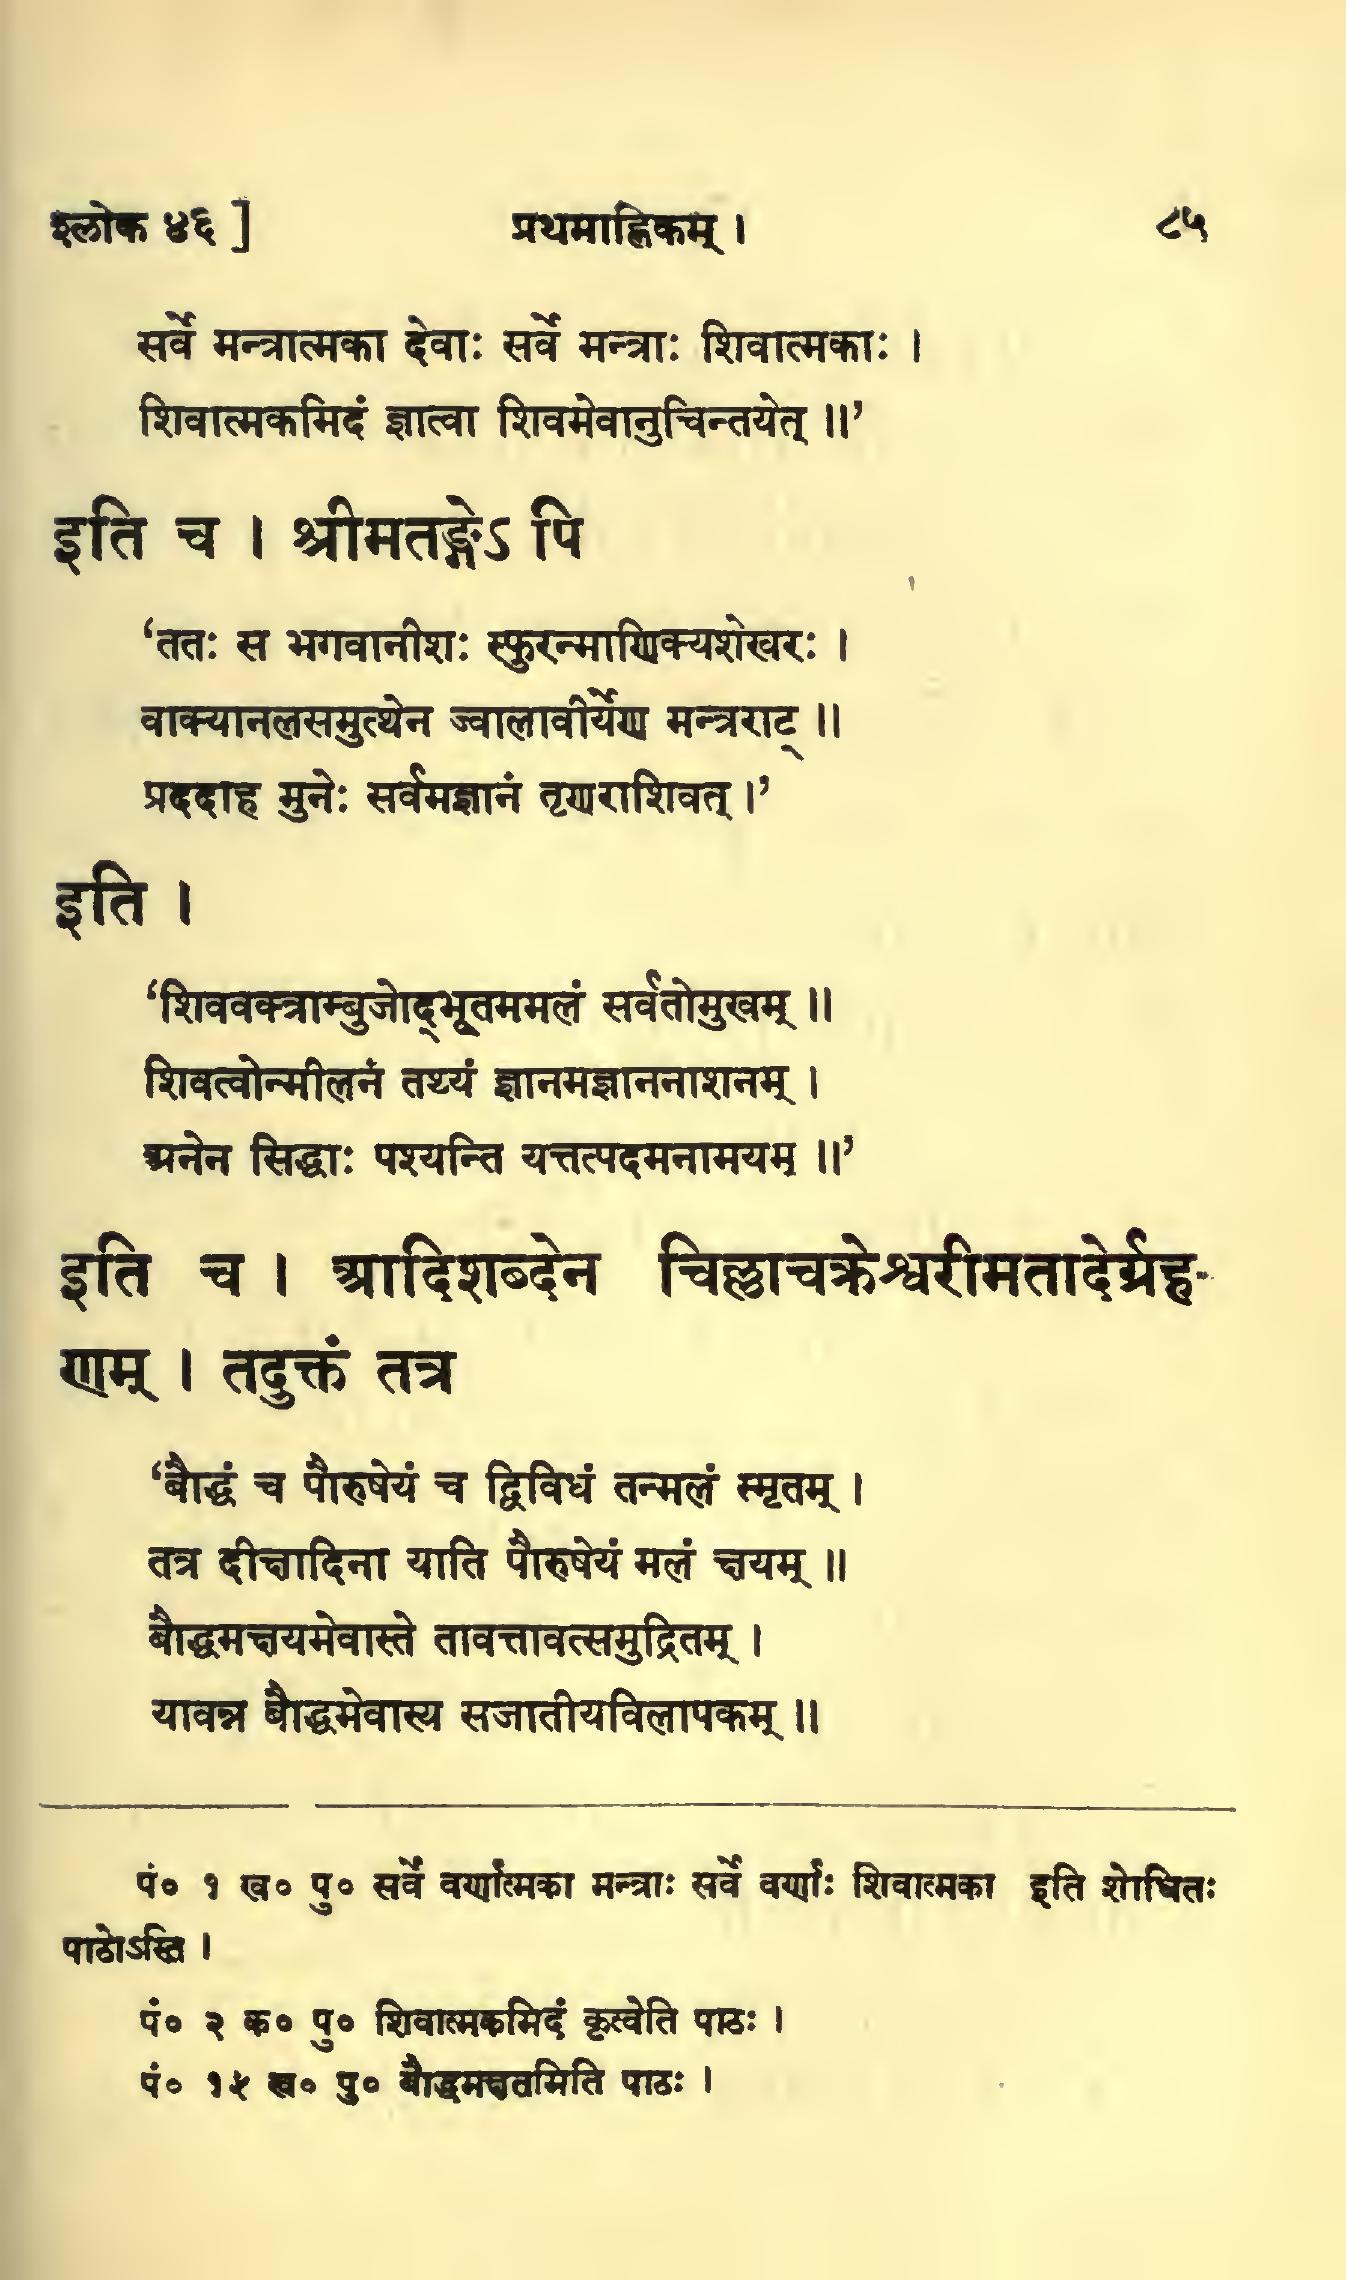 श्लोक ४६ ] प्रथमाह्निकम् । ८५
सर्वे मन्त्रात्मका देवाः सर्वे मन्त्राः शिवात्मकाः ।
शिवात्मकमिदं ज्ञात्वा शिवमेवानुचिन्तयेत् ॥’
इति च । श्रीमतङ्गेऽ पि
‘ततः स भगवानीशः स्फुरन्माणिक्यशेखरः ।
वाक्यानलसमुत्थेन ज्वालावीर्येण मन्त्रराट् ॥
प्रददाह मुनेः सर्वमज्ञानं तृणराशिवत् ।’
इति ।
‘शिववक्त्राम्बुजोद्भूतममलं सर्वतोमुखम् ॥
शिवत्वोन्मीलनं तथ्यं ज्ञानमज्ञाननाशनम् ।
अनेन सिद्धाः पश्यन्ति यत्तत्पदमनामयम् ॥’
इति च । आदिशब्देन चिल्लाचक्रेश्वरीमतादेर्ग्रह-
णम् । तदुक्तं तत्र
‘बौद्धं च पौरुषेयं च द्विविधं तन्मलं स्मृतम् ।
तत्र दीक्षादिना याति पौरुषेयं मलं क्षयम् ॥
बौद्धमक्षयमेवास्ते तावत्तावत्समुद्रितम् ।
यावन्न बौद्धमेवास्य सजातीयविलापकम् ॥
पं० १ ख० पु० सर्वे वर्णात्मका मन्त्राः सर्वे वर्णाः शिवात्मका इति शोधितः
पाठोऽस्ति ।
पं० २ क० पु० शिवात्मकमिदं कृत्वेति पाठः ।
पं० १५ ख० पु० बौद्धमक्षतमिति पाठः ।